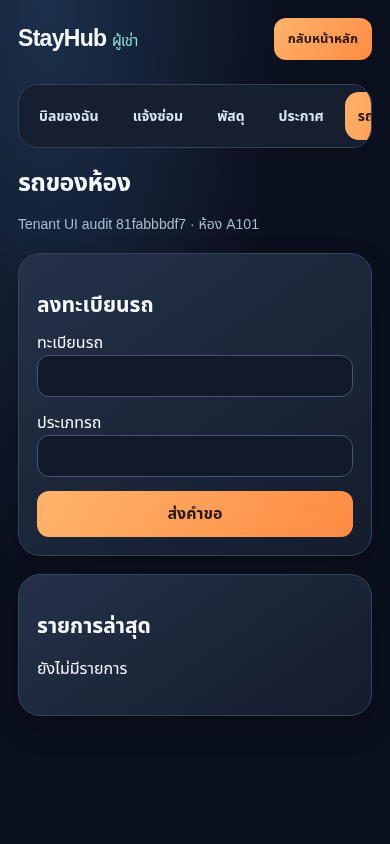 StayHub ผู้เช่า
กลับหน้าหลัก
บิลของฉัน แจ้งซ่อม พัสดุ ประกาศ
รถของห้อง
Tenant UI audit 81fabbbdf7 · ห้อง A101
ลงทะเบียนรถ
ทะเบียนรถ
ประเภทรถ
ส่งคำขอ
รายการล่าสุด
ยังไม่มีรายการ